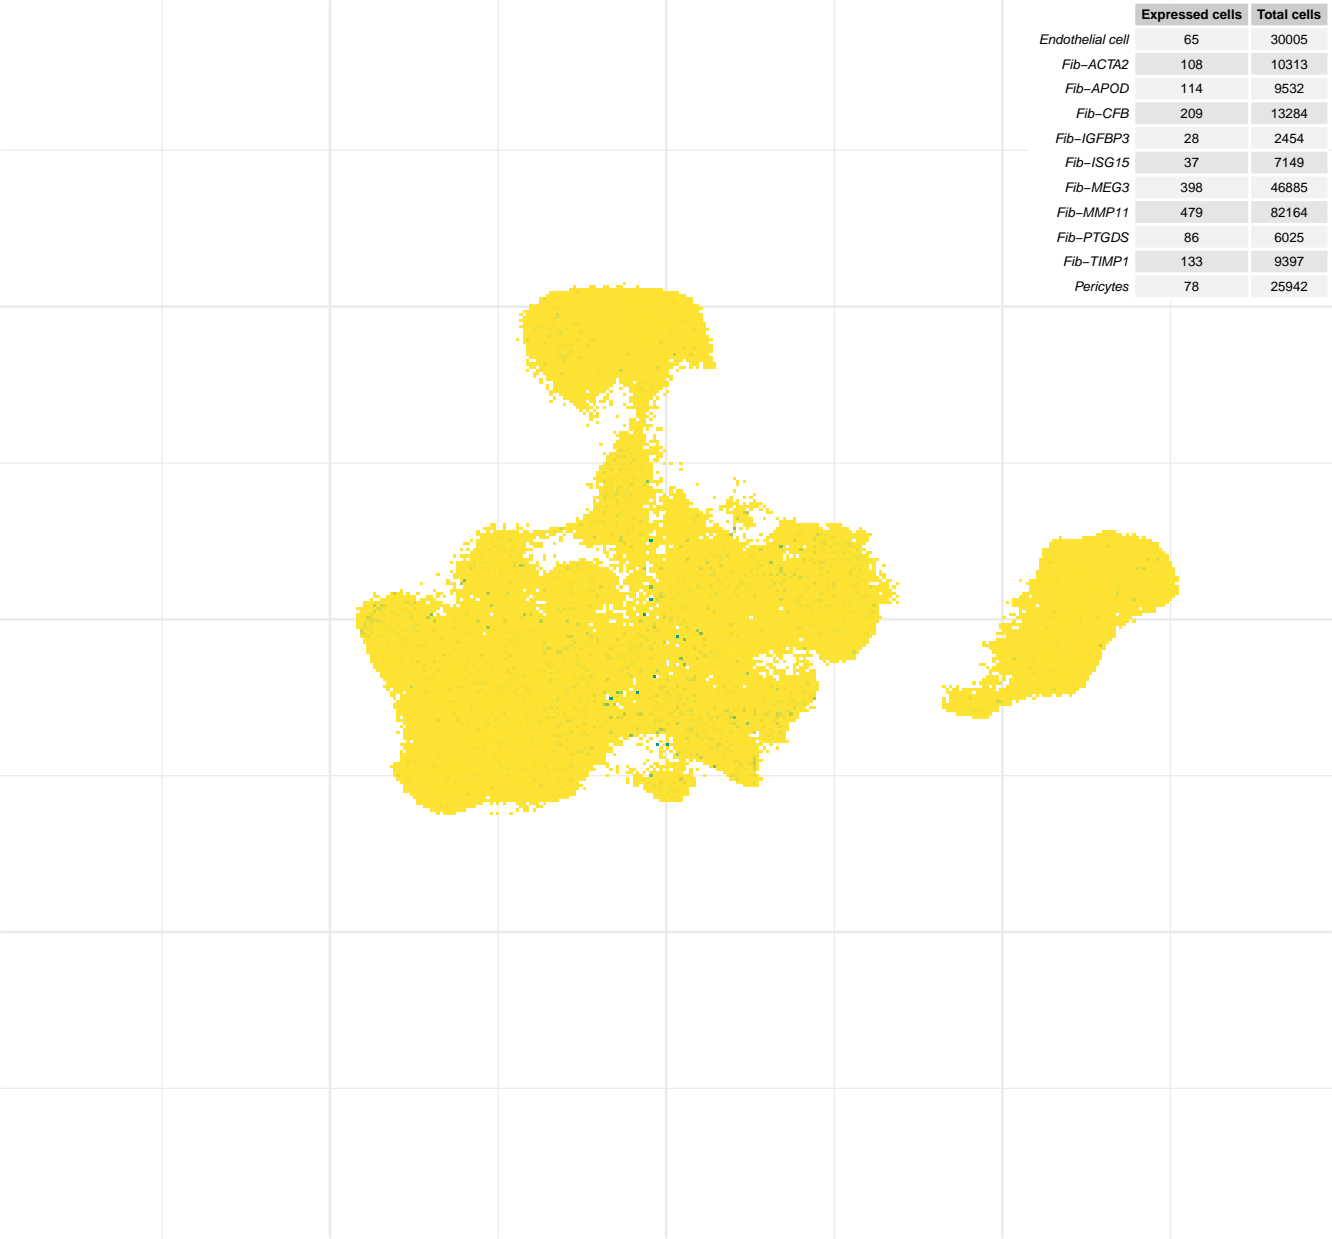 Expressed cells Total cells
Endothelial cell 65 30005
Fib−ACTA2 108 10313
Fib−APOD 114 9532
Fib−CFB 209 13284
Fib−IGFBP3 28 2454
Fib−ISG15 37 7149
Fib−MEG3 398 46885
Fib−MMP11 479 82164
Fib−PTGDS 86 6025
Fib−TIMP1 133 9397
Pericytes 78 25942